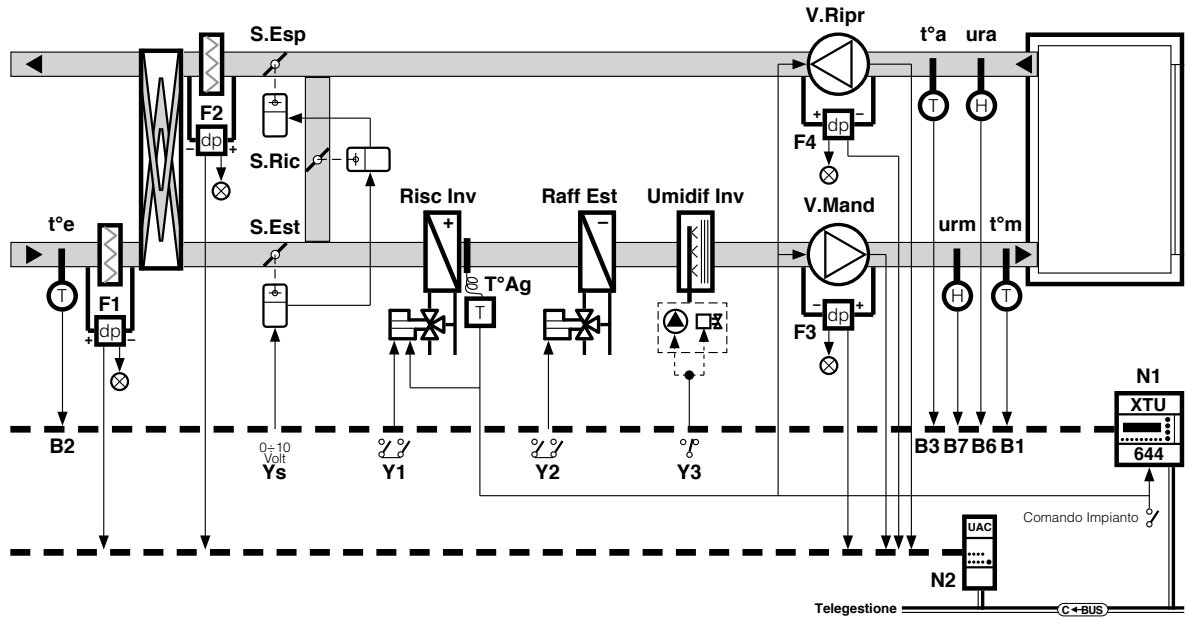 V.Ripr
S.Esp
t°a
ura
T
H
F2
dp
– +
+ –
dp
F4
S.Ric
Risc Inv
Raff Est
Umidif Inv
V.Mand
t°e
S.Est
+
–
urm
t°m
T°Ag
T
T
F1
dp
+ –
– +
dp
F3
H
T
N1
XTU
644
B2
0÷10
Volt
Ys
Y1
Y2
Y3
B3 B7 B6 B1
Comando Impianto
UAC
N2
Telegestione
C BUS